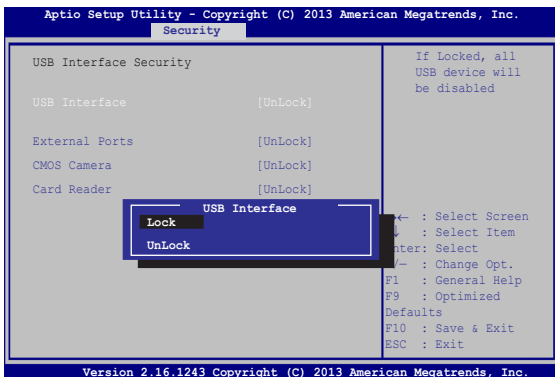 Aptio Setup Utility - Copyright (C) 2013 American Megatrends, Inc.
Security
USB Interface Security
USB Interface [UnLock]
External Ports [UnLock]
CMOS Camera [UnLock]
Card Reader [UnLock]
USB Interface
Lock
UnLock
If Locked, all
USB device will
be disabled
→← : Select Screen
↓ : Select Item
nter: Select
/— : Change Opt.
F1 : General Help
F9 : Optimized
Defaults
F10 : Save & Exit
ESC : Exit
Version 2.16.1243 Copyright (C) 2013 American Megatrends, Inc.